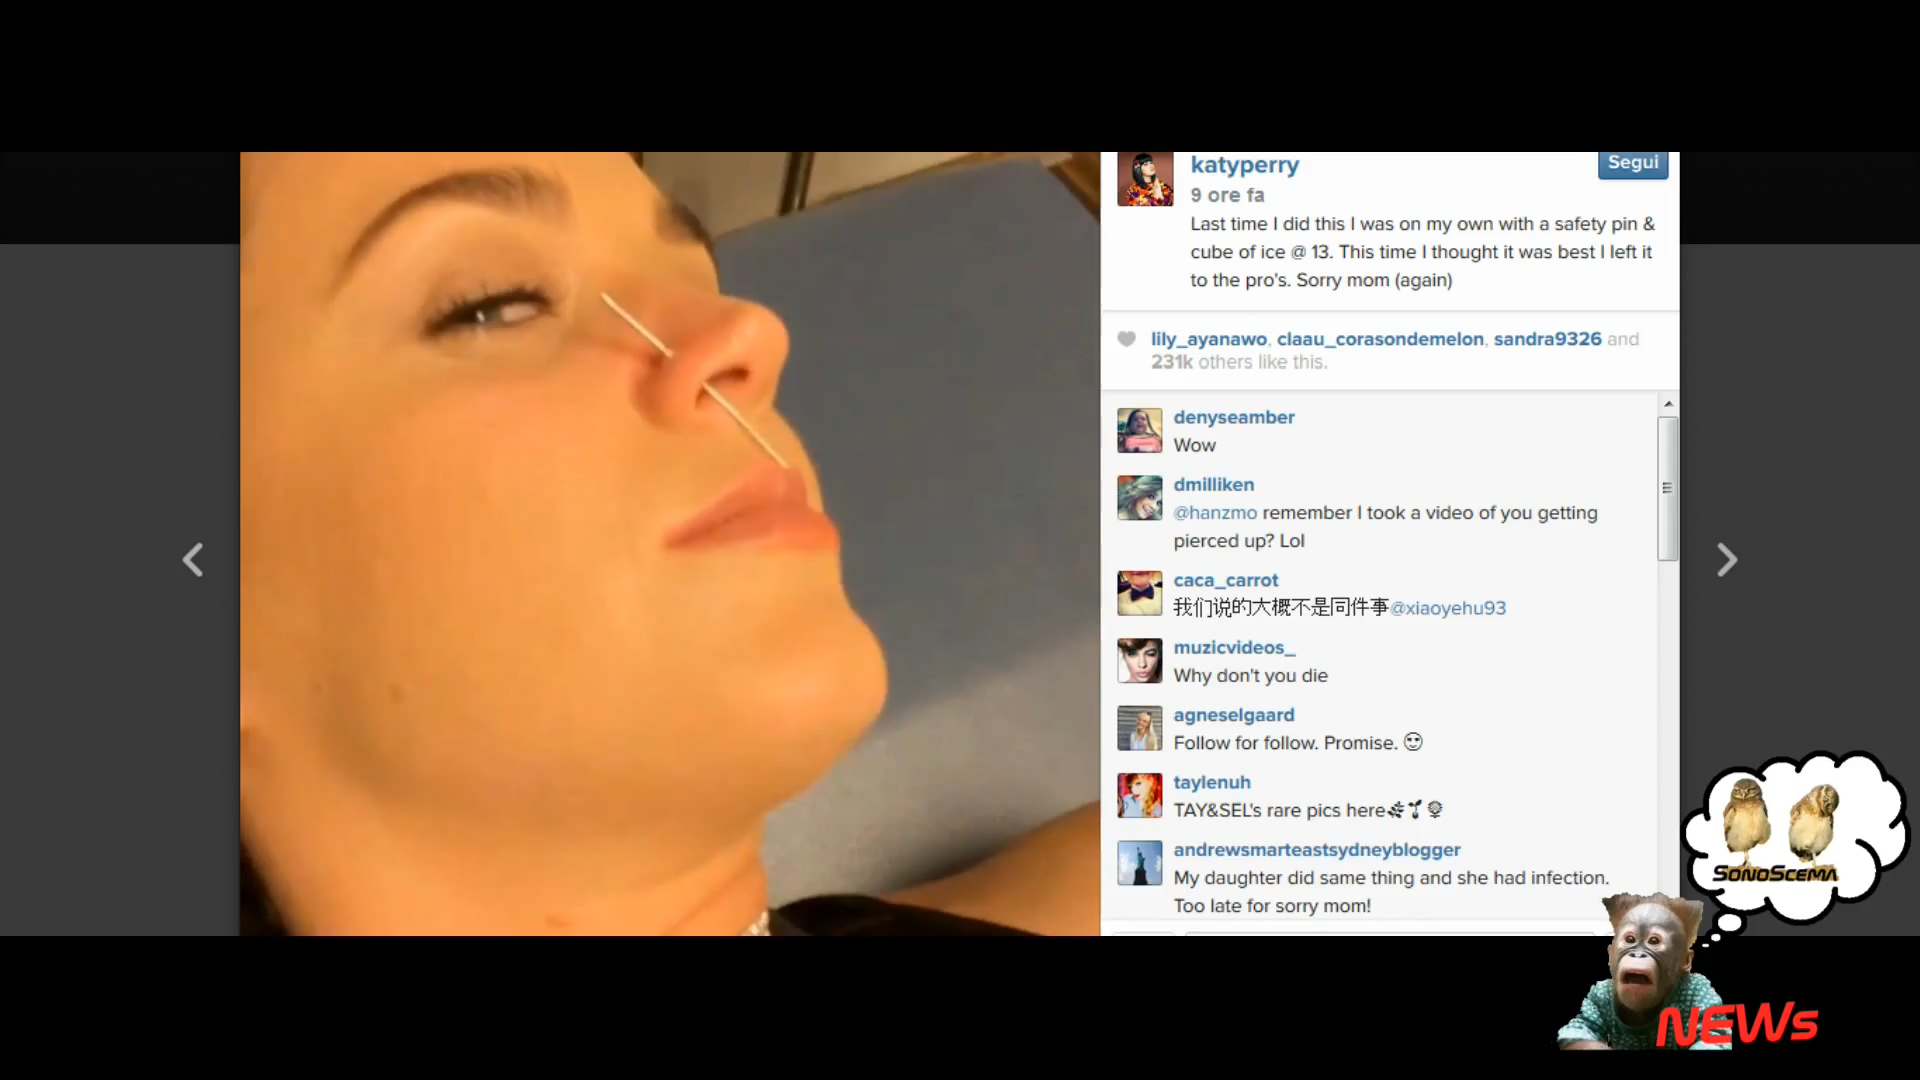 katyperry
Segui
9 ore fa
Last time I did this I was on my own with a safety pin &
cube of ice @ 13. This time I thought it was best I left it
to the pro's. Sorry mom (again)
lily_ayanawo, claau_corasondemelon, sandra9326 and
231k others like this.
denyseamber
Wow
dmilliken
@hanzmo remember I took a video of you getting
pierced up? Lol
caca_carrot
我们说的大概不是同件事@xiaoyehu93
muzicvideos_
Why don't you die
agneselgaard
Follow for follow. Promise. 😍
taylenuh
TAY&SEL's rare pics here🌿🌱🌻
andrewsmarteastsydneyblogger
My daughter did same thing and she had infection.
Too late for sorry mom!
SonoScema
NEWs